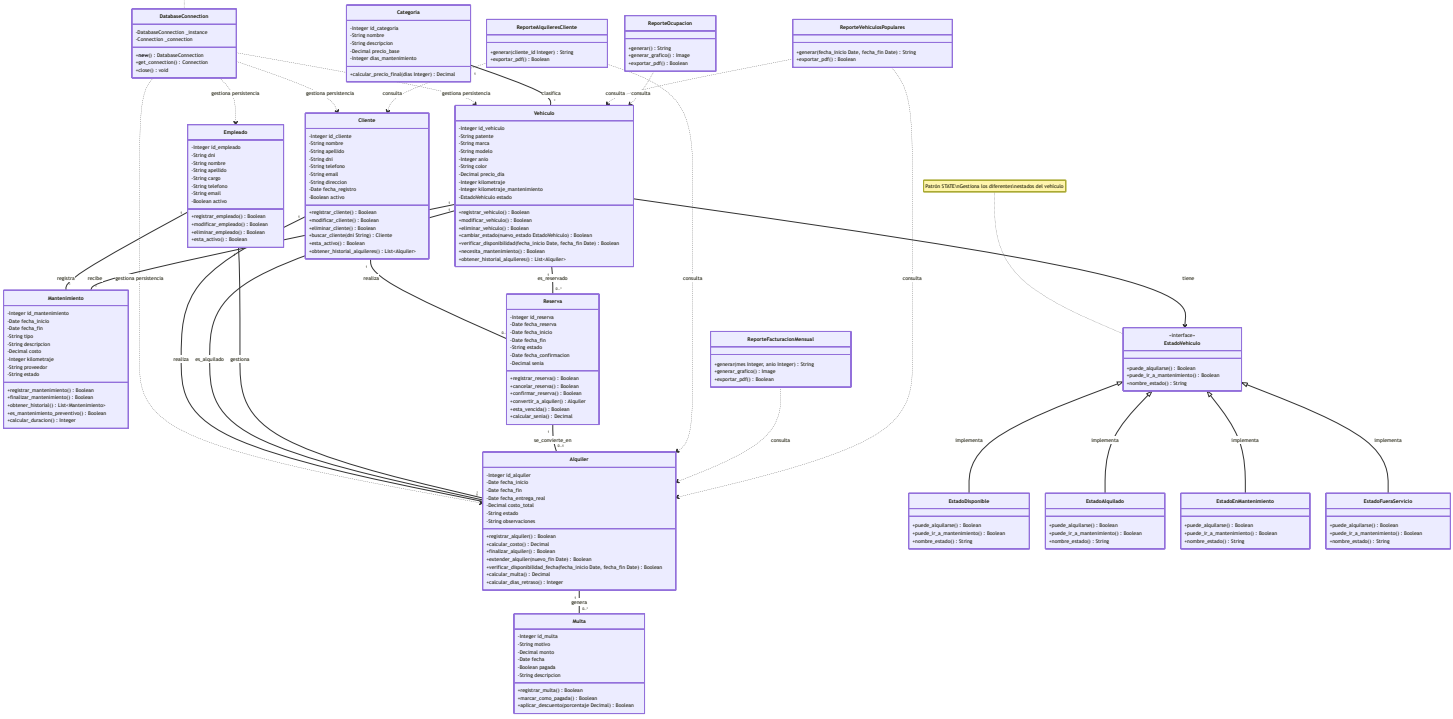 DatabaseConnection
-DatabaseConnection _instance
-Connection _connection
+__new__() : DatabaseConnection
+get_connection() : Connection
+close() : void
Categoria
-Integer id_categoria
-String nombre
-String descripcion
-Decimal precio_base
-Integer dias_mantenimiento
+calcular_precio_final(dias Integer) : Decimal
ReporteAlquileresCliente
+generar(cliente_id Integer) : String
+exportar_pdf() : Boolean
ReporteOcupacion
+generar() : String
+generar_grafico() : Image
+exportar_pdf() : Boolean
ReporteVehiculosPopulares
+generar(fecha_inicio Date, fecha_fin Date) : String
+exportar_pdf() : Boolean
gestiona persistencia
gestiona persistencia
consulta
gestiona persistencia
clasifica
consulta
consulta
Empleado
-Integer id_empleado
-String dni
-String nombre
-String apellido
-String cargo
-String telefono
-String email
-Boolean activo
+registrar_empleado() : Boolean
+modificar_empleado() : Boolean
+eliminar_empleado() : Boolean
+esta_activo() : Boolean
Cliente
-Integer id_cliente
-String nombre
-String apellido
-String dni
-String telefono
-String email
-String direccion
-Date fecha_registro
-Boolean activo
+registrar_cliente() : Boolean
+modificar_cliente() : Boolean
+eliminar_cliente() : Boolean
+buscar_cliente(dni String) : Cliente
+esta_activo() : Boolean
+obtener_historial_alquileres() : List<Alquiler>
Vehiculo
-Integer id_vehiculo
-String patente
-String marca
-String modelo
-Integer anio
-String color
-Decimal precio_dia
-Integer kilometraje
-Integer kilometraje_mantenimiento
-EstadoVehiculo estado
+registrar_vehiculo() : Boolean
+modificar_vehiculo() : Boolean
+eliminar_vehiculo() : Boolean
+cambiar_estado(nuevo_estado EstadoVehiculo) : Boolean
+verificar_disponibilidad(fecha_inicio Date, fecha_fin Date) : Boolean
+necesita_mantenimiento() : Boolean
+obtener_historial_alquileres() : List<Alquiler>
Patrón STATE\nGestiona los diferentes\nestados del vehículo
registra
recibe
gestiona persistencia
realiza
es_reservado
0..*
consulta
consulta
tiene
Mantenimiento
-Integer id_mantenimiento
-Date fecha_inicio
-Date fecha_fin
-String tipo
-String descripcion
-Decimal costo
-Integer kilometraje
-String proveedor
-String estado
+registrar_mantenimiento() : Boolean
+finalizar_mantenimiento() : Boolean
+obtener_historial() : List<Mantenimiento>
+es_mantenimiento_preventivo() : Boolean
+calcular_duracion() : Integer
realiza
es_alquilado
gestiona
Reserva
-Integer id_reserva
-Date fecha_reserva
-Date fecha_inicio
-Date fecha_fin
-String estado
-Date fecha_confirmacion
-Decimal senia
+registrar_reserva() : Boolean
+cancelar_reserva() : Boolean
+confirmar_reserva() : Boolean
+convertir_a_alquiler() : Alquiler
+esta_vencida() : Boolean
+calcular_senia() : Decimal
ReporteFacturacionMensual
+generar(mes Integer, anio Integer) : String
+generar_grafico() : Image
+exportar_pdf() : Boolean
«interface»
EstadoVehiculo
+puede_alquilarse() : Boolean
+puede_ir_a_mantenimiento() : Boolean
+nombre_estado() : String
se_convierte_en
consulta
implementa
implementa
implementa
implementa
Alquiler
-Integer id_alquiler
-Date fecha_inicio
-Date fecha_fin
-Date fecha_entrega_real
-Decimal costo_total
-String estado
-String observaciones
+registrar_alquiler() : Boolean
+calcular_costo() : Decimal
+finalizar_alquiler() : Boolean
+extender_alquiler(nuevo_fin Date) : Boolean
+verificar_disponibilidad_fecha(fecha_inicio Date, fecha_fin Date) : Boolean
+calcular_multa() : Decimal
+calcular_dias_retraso() : Integer
EstadoDisponible
+puede_alquilarse() : Boolean
+puede_ir_a_mantenimiento() : Boolean
+nombre_estado() : String
EstadoAlquilado
+puede_alquilarse() : Boolean
+puede_ir_a_mantenimiento() : Boolean
+nombre_estado() : String
EstadoEnMantenimiento
+puede_alquilarse() : Boolean
+puede_ir_a_mantenimiento() : Boolean
+nombre_estado() : String
EstadoFueraServicio
+puede_alquilarse() : Boolean
+puede_ir_a_mantenimiento() : Boolean
+nombre_estado() : String
genera
Multa
-Integer id_multa
-String motivo
-Decimal monto
-Date fecha
-Boolean pagada
-String descripcion
+registrar_multa() : Boolean
+marcar_como_pagada() : Boolean
+aplicar_descuento(porcentaje Decimal) : Boolean